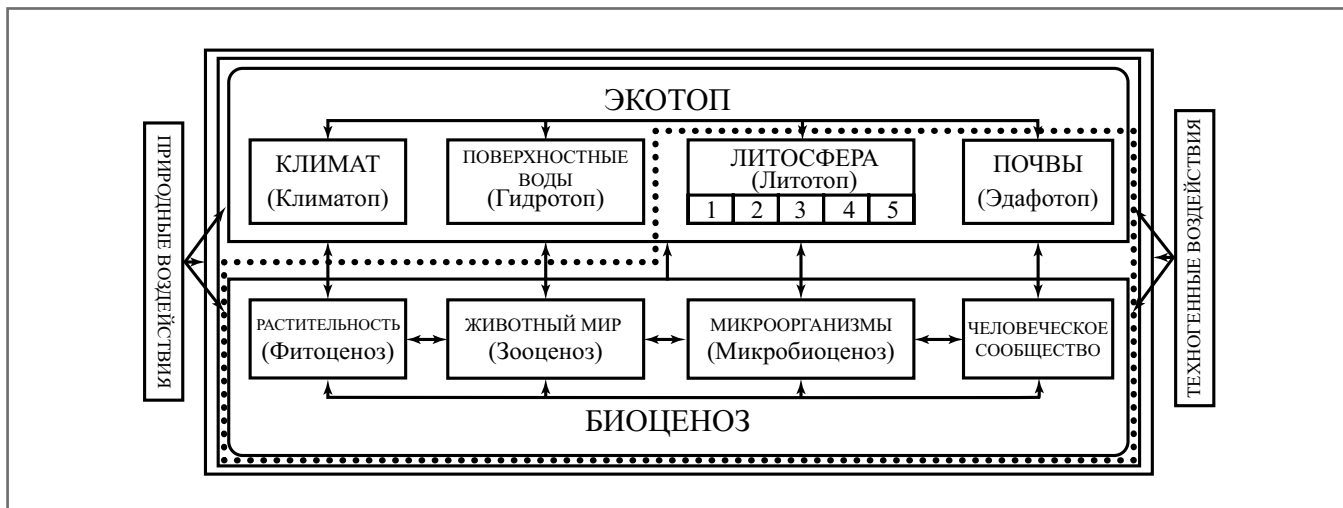 ЭКОТОП
ПРИРОДНЫЕ ВОЗДЕЙСТВИЯ
КЛИМАТ
(Климатоп)
ПОВЕРХНОСТНЫЕ
ВОДЫ
(Гидротоп)
ЛИТОСФЕРА
(Литотоп)
1 2 3 4 5
ПОЧВЫ
(Эдафотоп)
ТЕХНОГЕННЫЕ ВОЗДЕЙСТВИЯ
РАСТИТЕЛЬНОСТЬ
(Фитоценоз)
ЖИВОТНЫЙ МИР
(Зооценоз)
МИКРООРГАНИЗМЫ
(Микробиоценоз)
ЧЕЛОВЕЧЕСКОЕ
СООБЩЕСТВО
БИОЦЕНОЗ